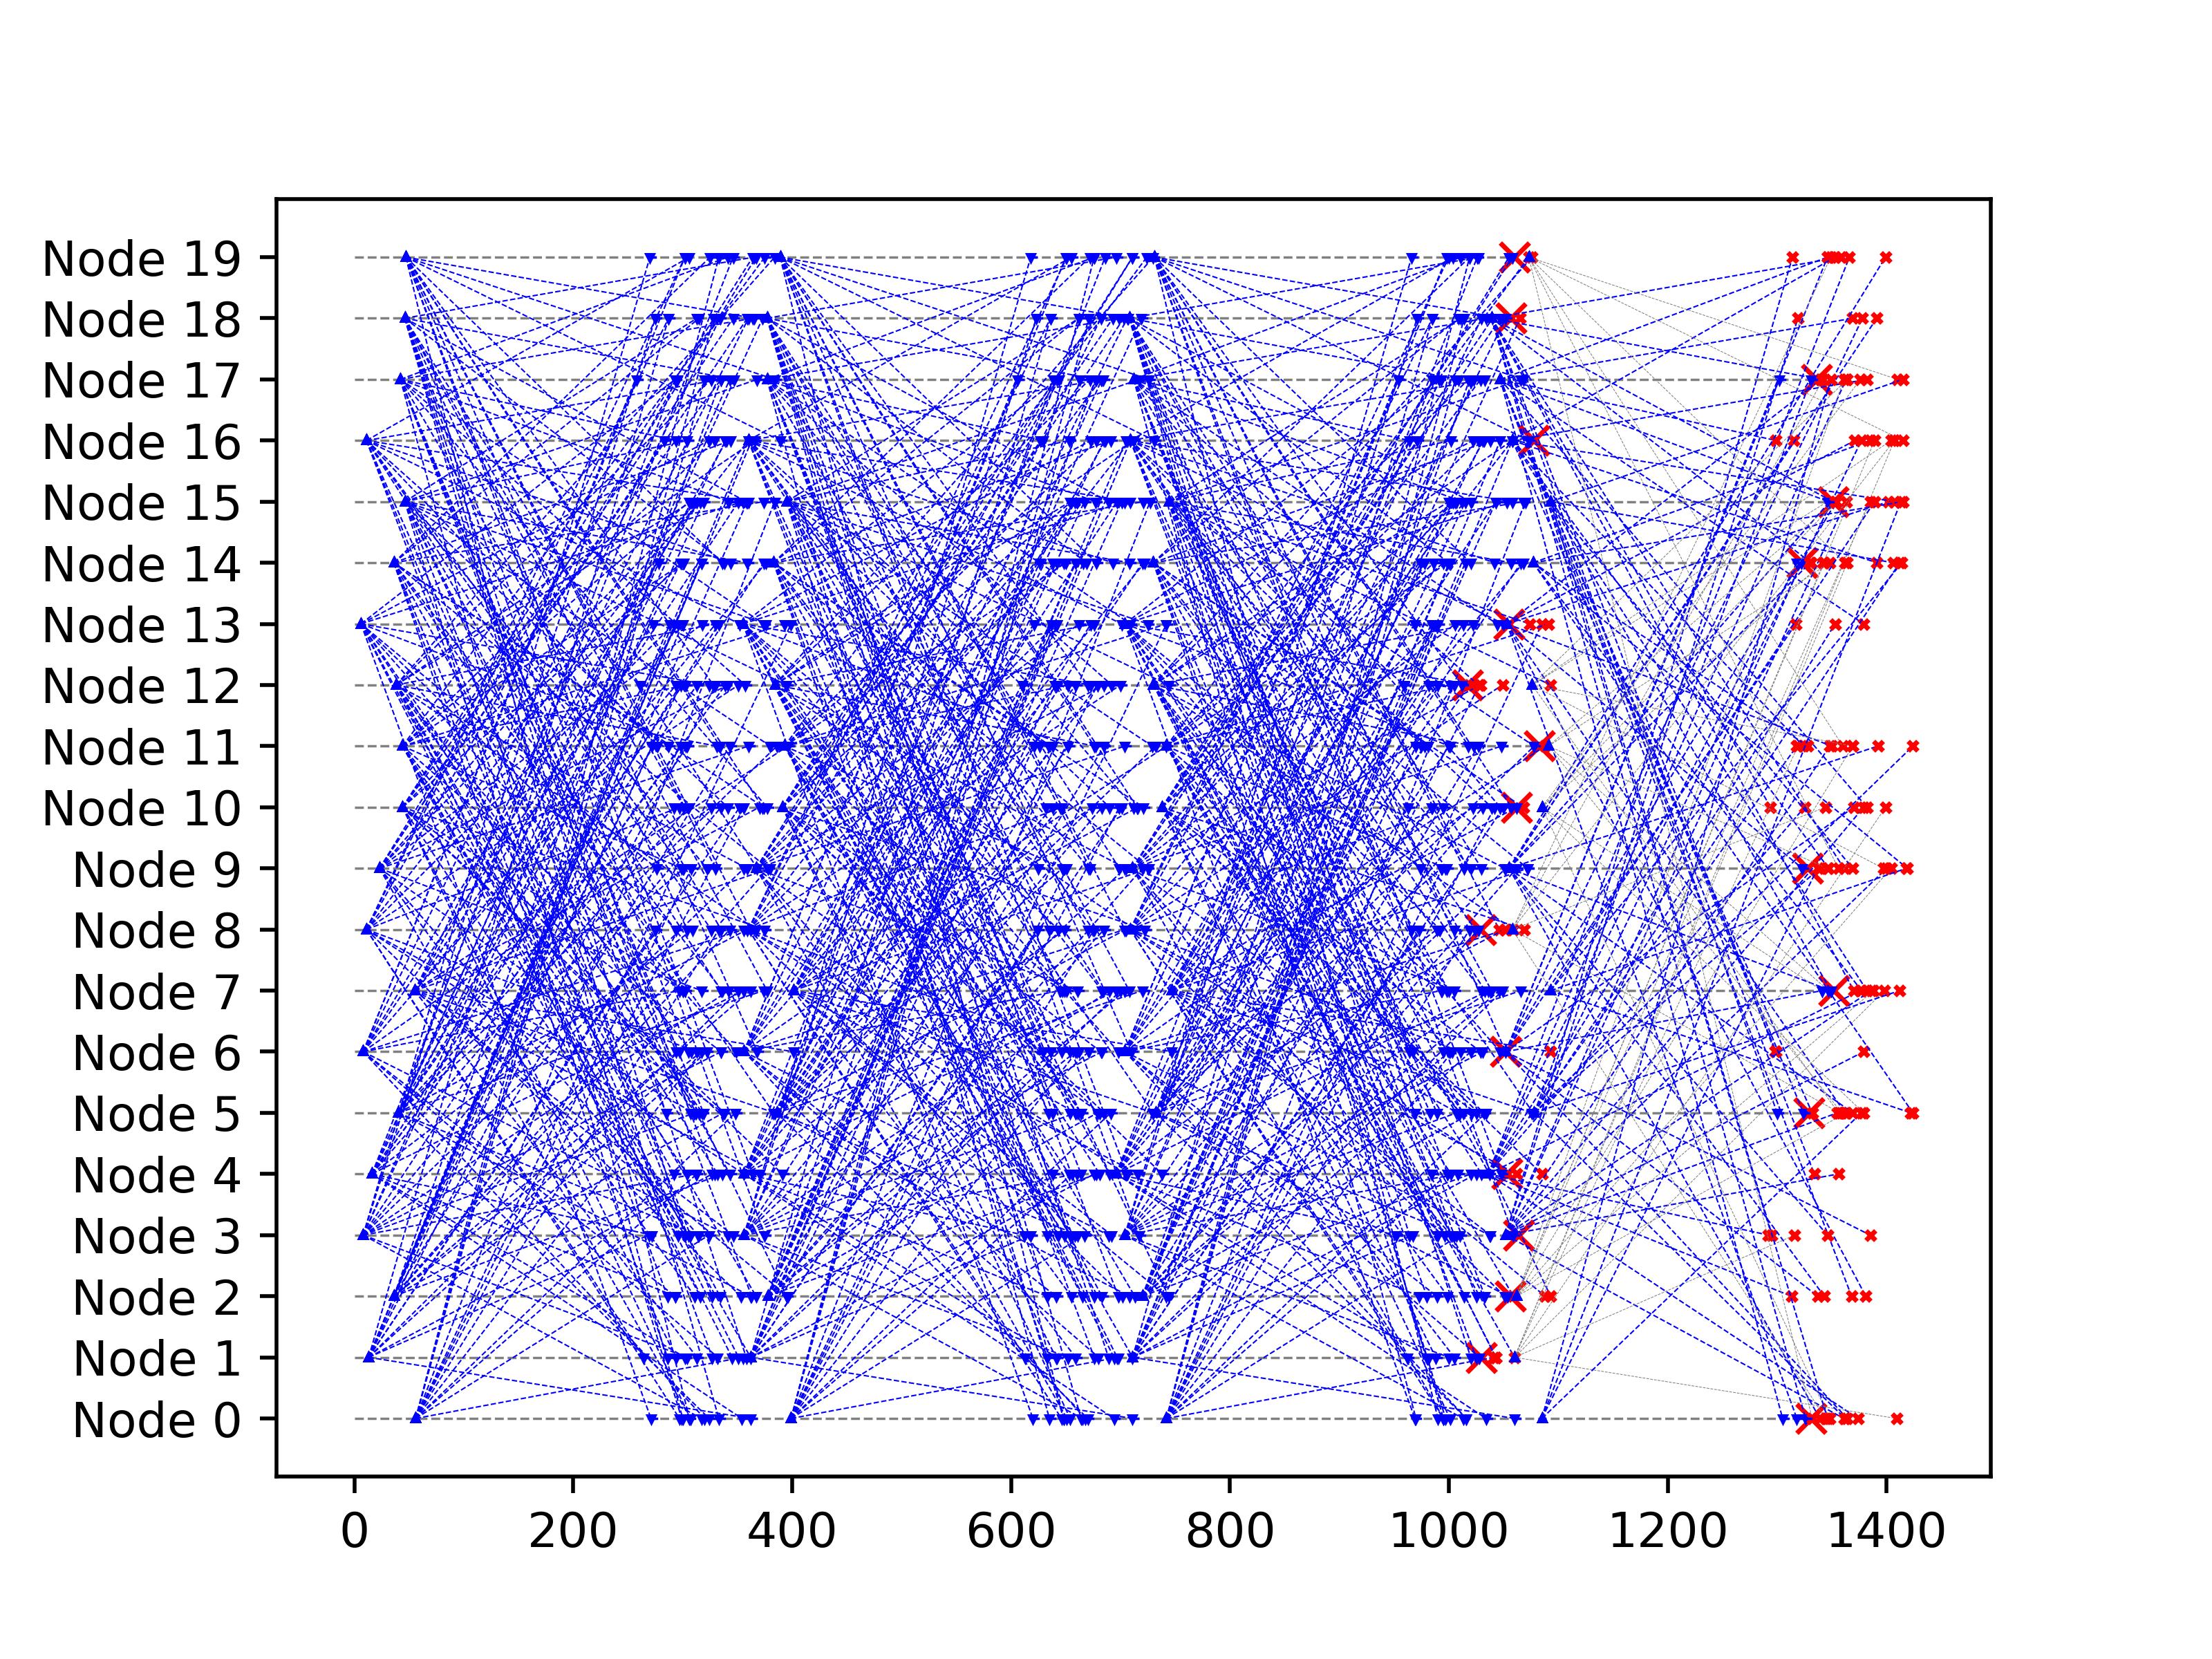 Node 19
Node 18
Node 17
Node 16
Node 15
Node 14
Node 13
Node 12
Node 11
Node 10
Node 9
Node 8
Node 7
Node 6
Node 5
Node 4
Node 3
Node 2
Node 1
Node 0
0 200 400 600 800 1000 1200 1400